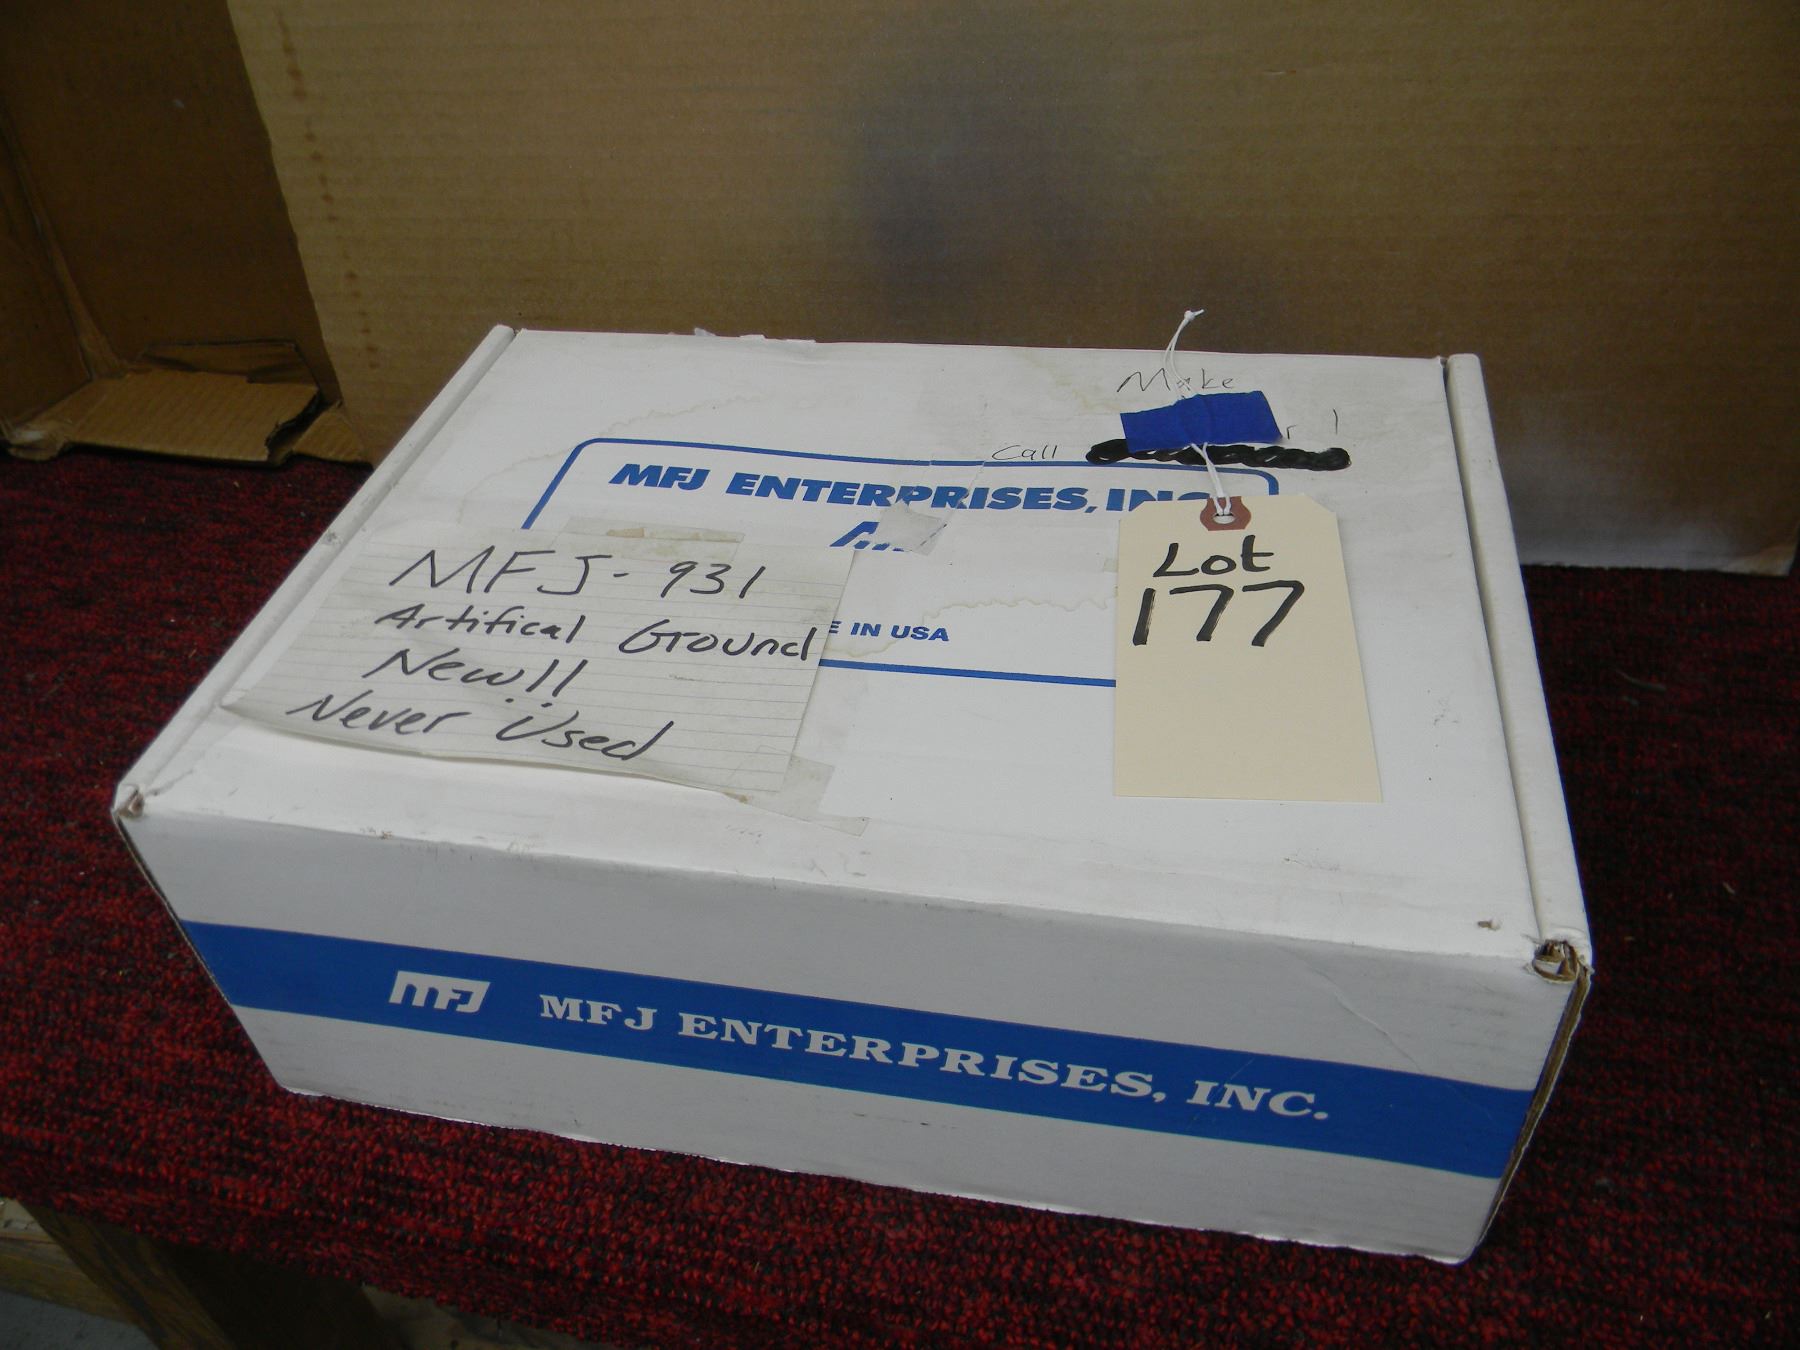 Make
Call
MFJ ENTERPRISES, INC
MFJ-931
Artifical Ground
New!!
Never Used
E IN USA
Lot
177
MFJ MFJ ENTERPRISES, INC.